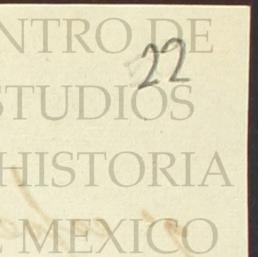 NTRO DE
22
STUDIOS
HISTORIA
MEXICO